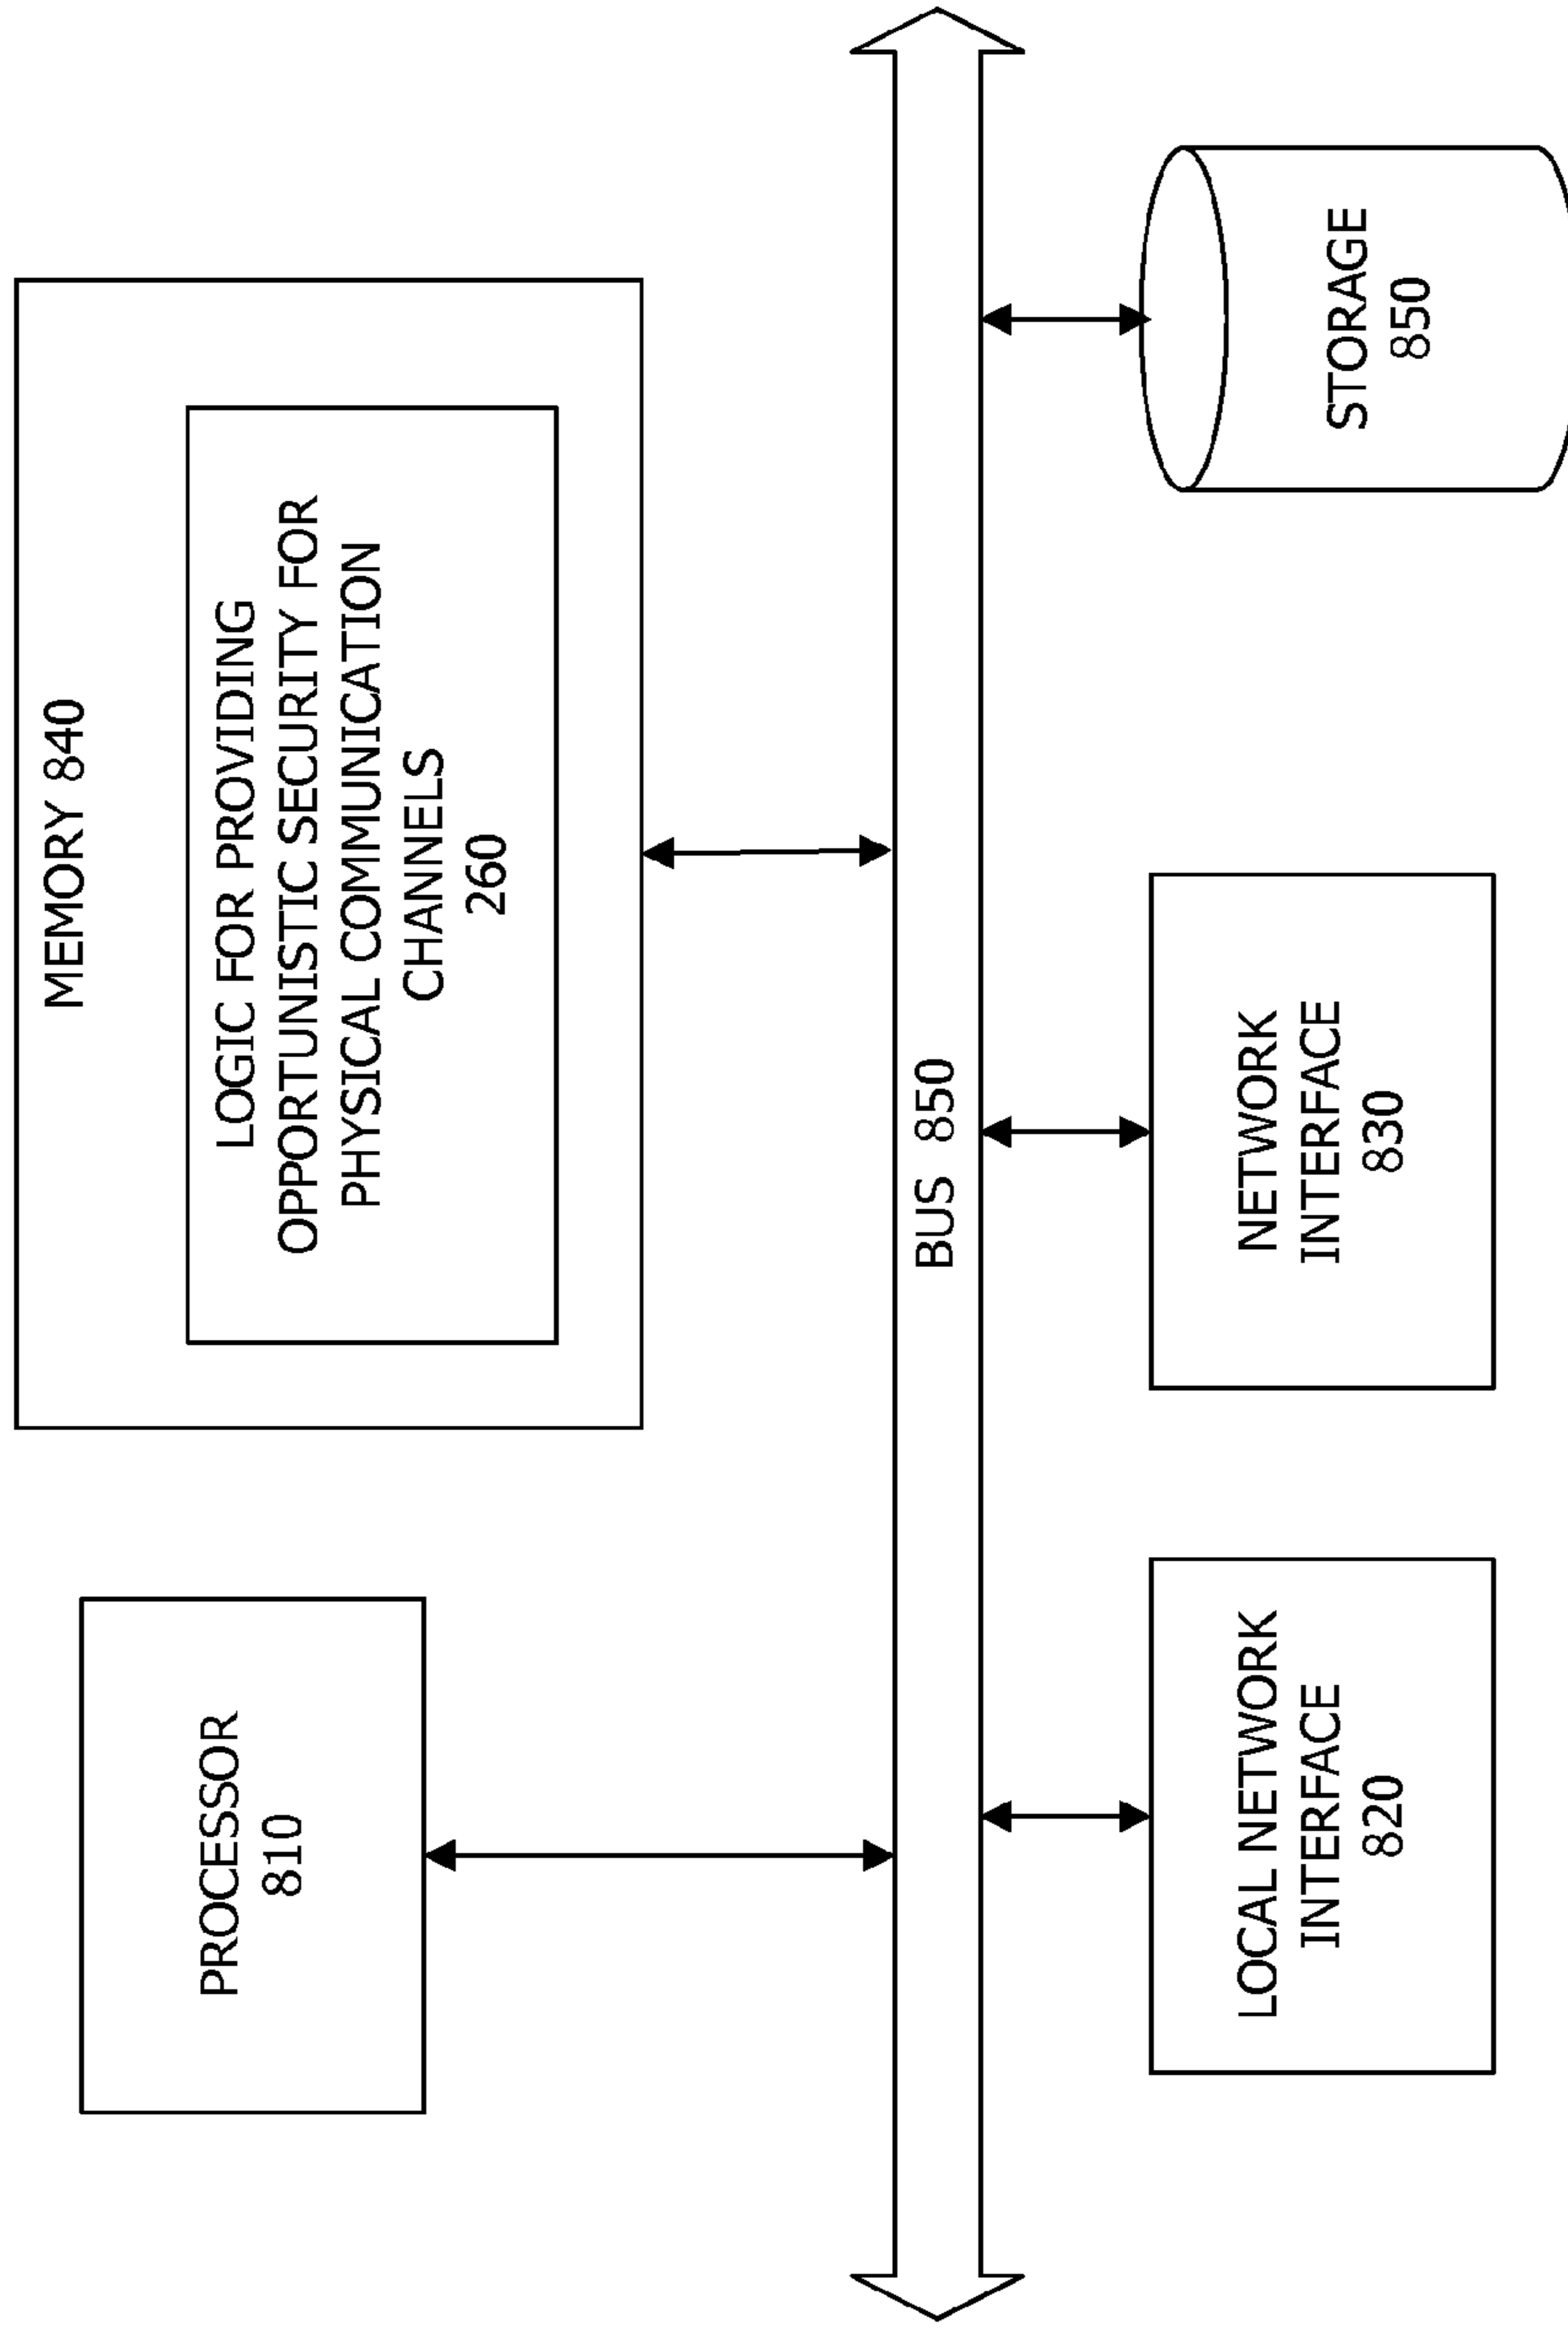 PROCESSOR
810
MEMORY 840
LOGIC FOR PROVIDING
OPPORTUNISTIC SECURITY FOR
PHYSICAL COMMUNICATION
CHANNELS
260
BUS 850
LOCAL NETWORK
INTERFACE
820
NETWORK
INTERFACE
830
STORAGE
850